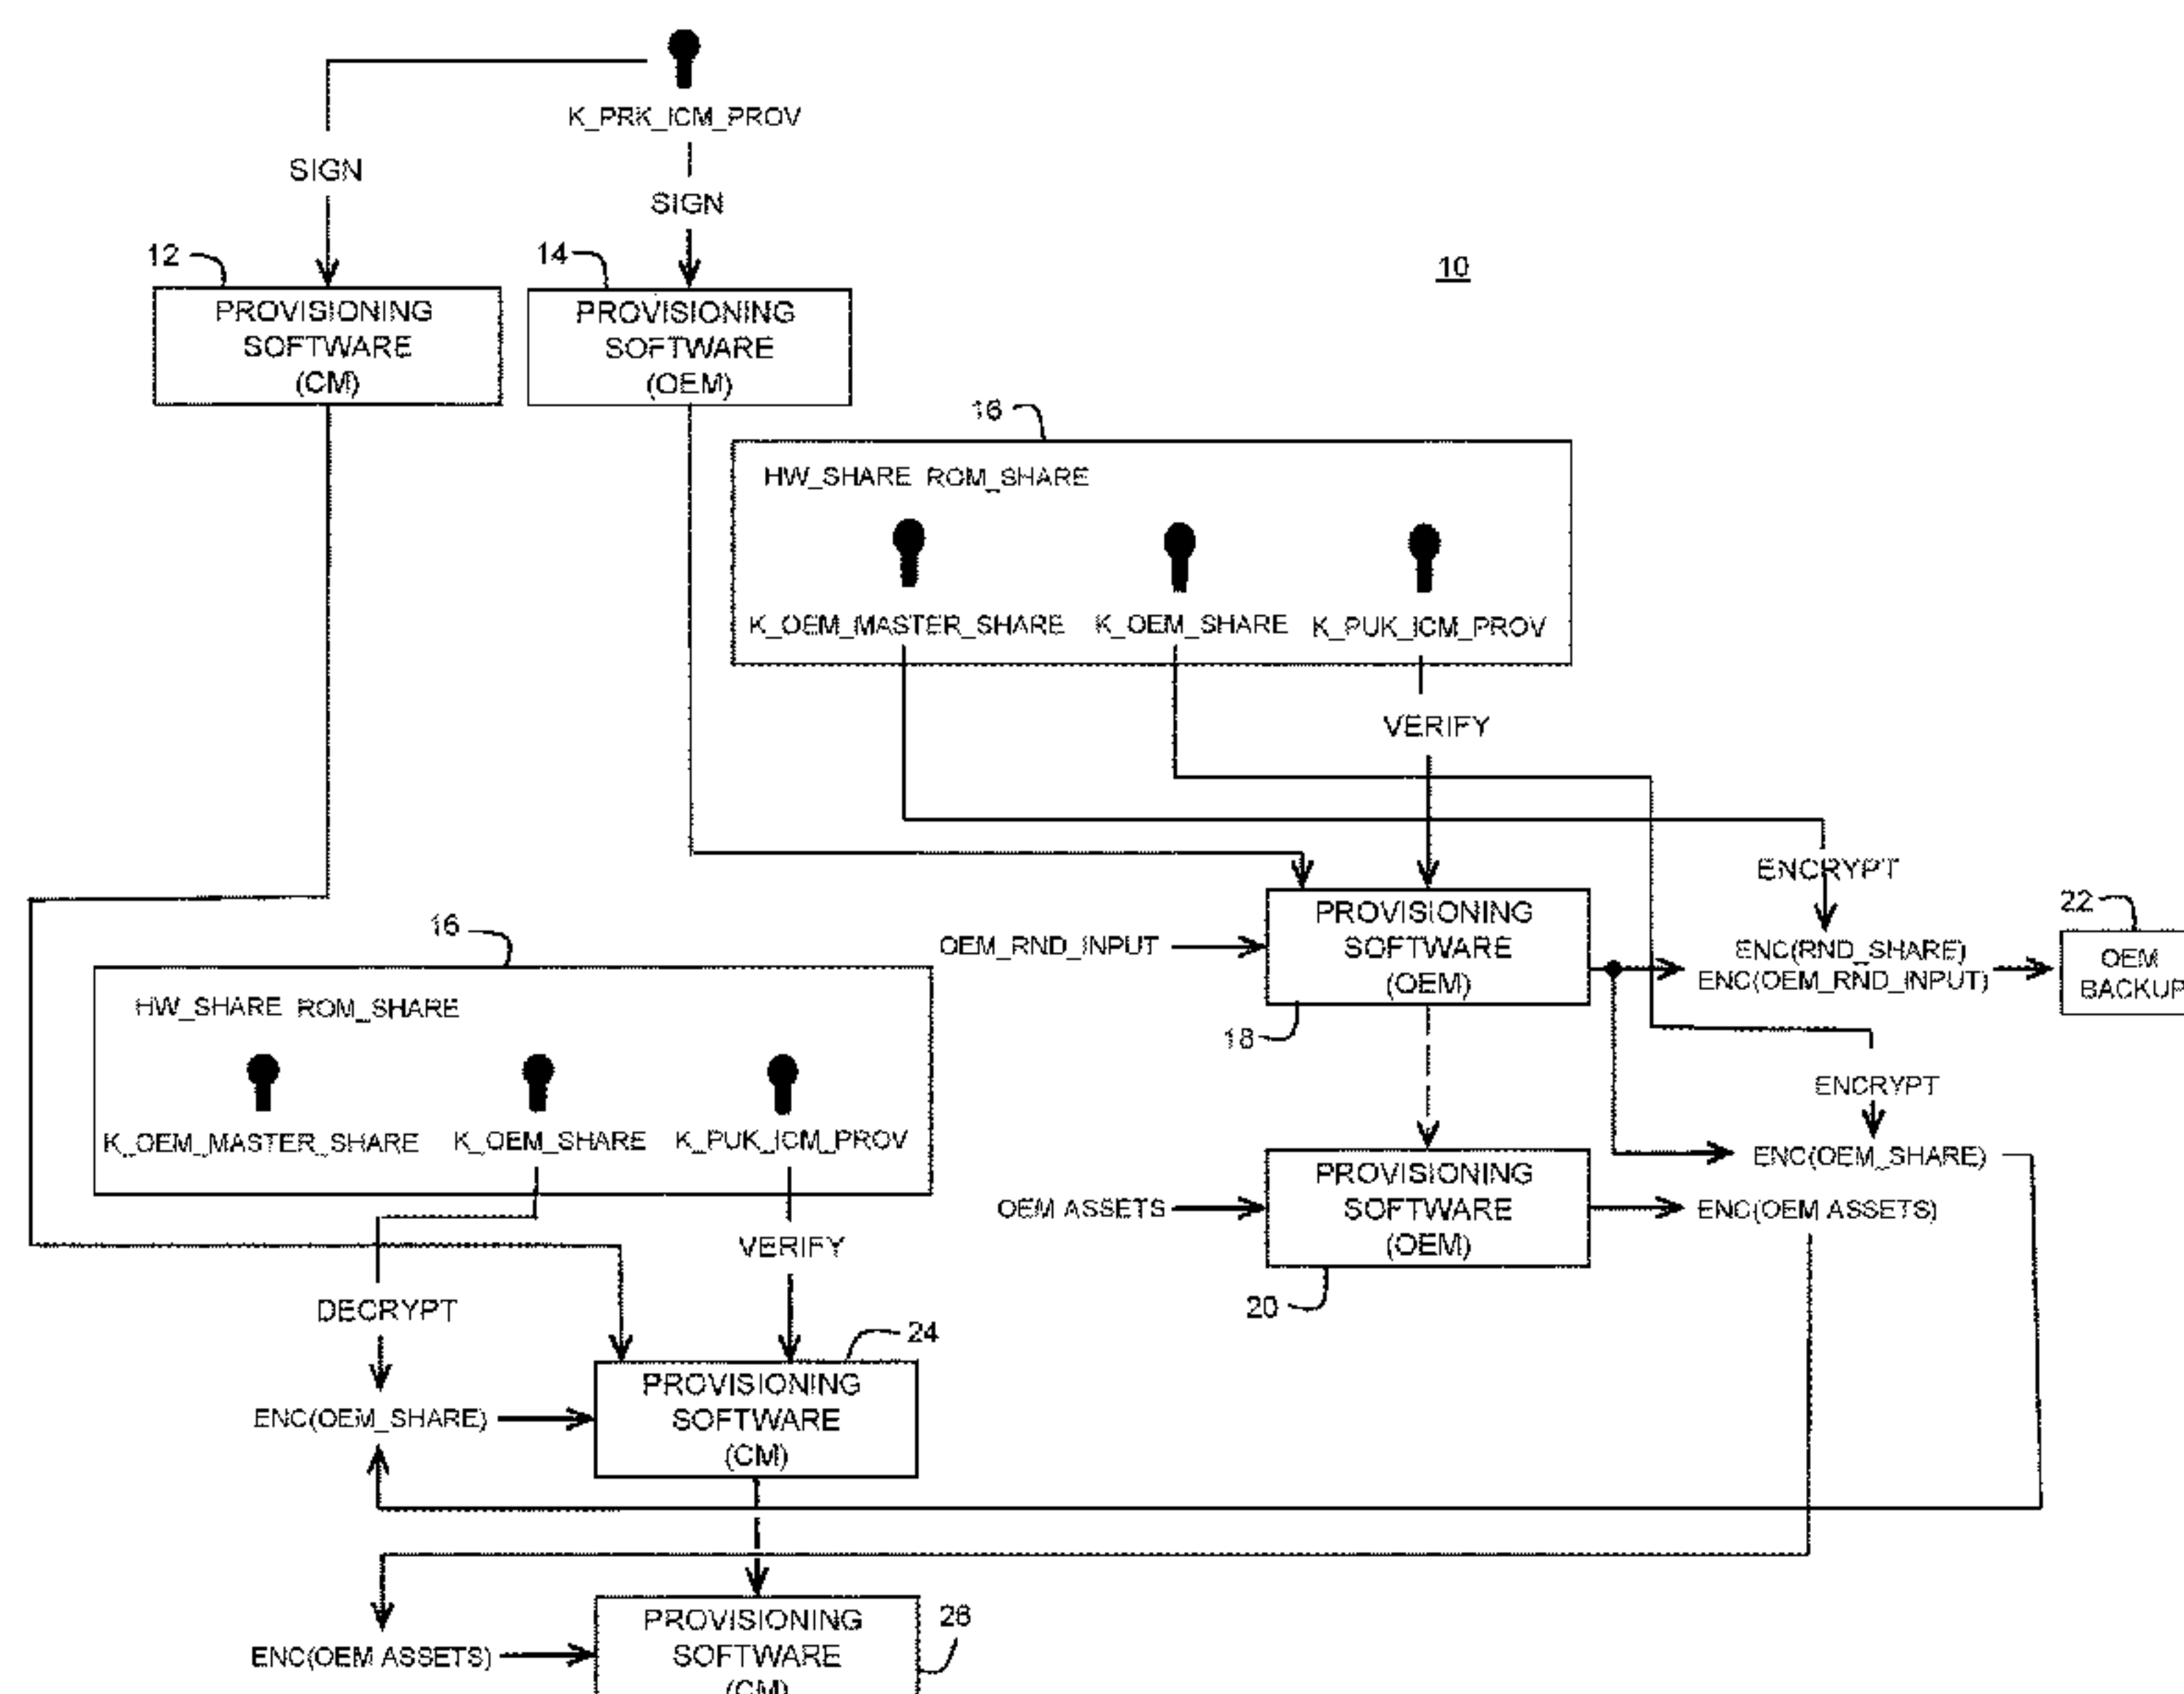 K_PRK_ICM_PROV
SIGN
SIGN
12
14
10
PROVISIONING
SOFTWARE
(CM)
PROVISIONING
SOFTWARE
(OEM)
16
HW_SHARE ROM_SHARE
K_OEM_MASTER_SHARE K_OEM_SHARE K_PUK_ICM_PROV
VERIFY
ENCRYPT
22
OEM
BACKUP
PROVISIONING
SOFTWARE
(OEM)
OEM_RND_INPUT
ENC(RND_SHARE)
ENC(OEM_RND_INPUT)
18
16
HW_SHARE ROM_SHARE
K_OEM_MASTER_SHARE K_OEM_SHARE K_PUK_ICM_PROV
ENCRYPT
ENC(OEM_SHARE)
OEM ASSETS
PROVISIONING
SOFTWARE
(OEM)
ENC(OEM ASSETS)
20
VERIFY
DECRYPT
24
ENC(OEM_SHARE)
PROVISIONING
SOFTWARE
(CM)
ENC(OEM ASSETS)
PROVISIONING
SOFTWARE
(CM)